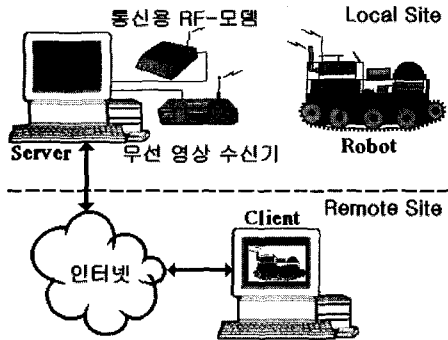 통신용 RF-모뎀
Local Site
Server
무선 영상 수신기
Robot
Remote Site
Client
인터넷